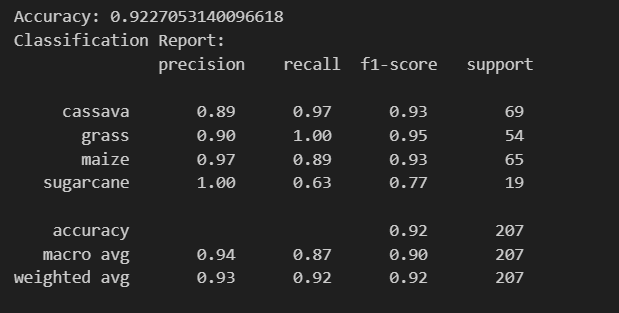 Accuracy: 0.9227053140096618
Classification Report:
precision recall f1-score support
cassava 0.89 0.97 0.93 69
grass 0.90 1.00 0.95 54
maize 0.97 0.89 0.93 65
sugarcane 1.00 0.63 0.77 19
accuracy 0.92 207
macro avg 0.94 0.87 0.90 207
weighted avg 0.93 0.92 0.92 207